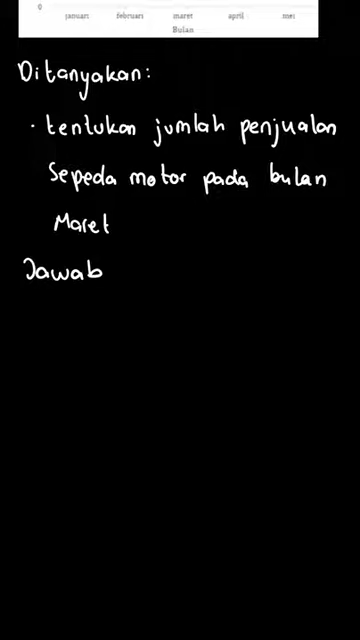 0
januari februari maret april mei
Bulan
Ditanyakan:
· tentukan jumlah penjualan
Sepeda motor pada bulan
Maret
Jawab